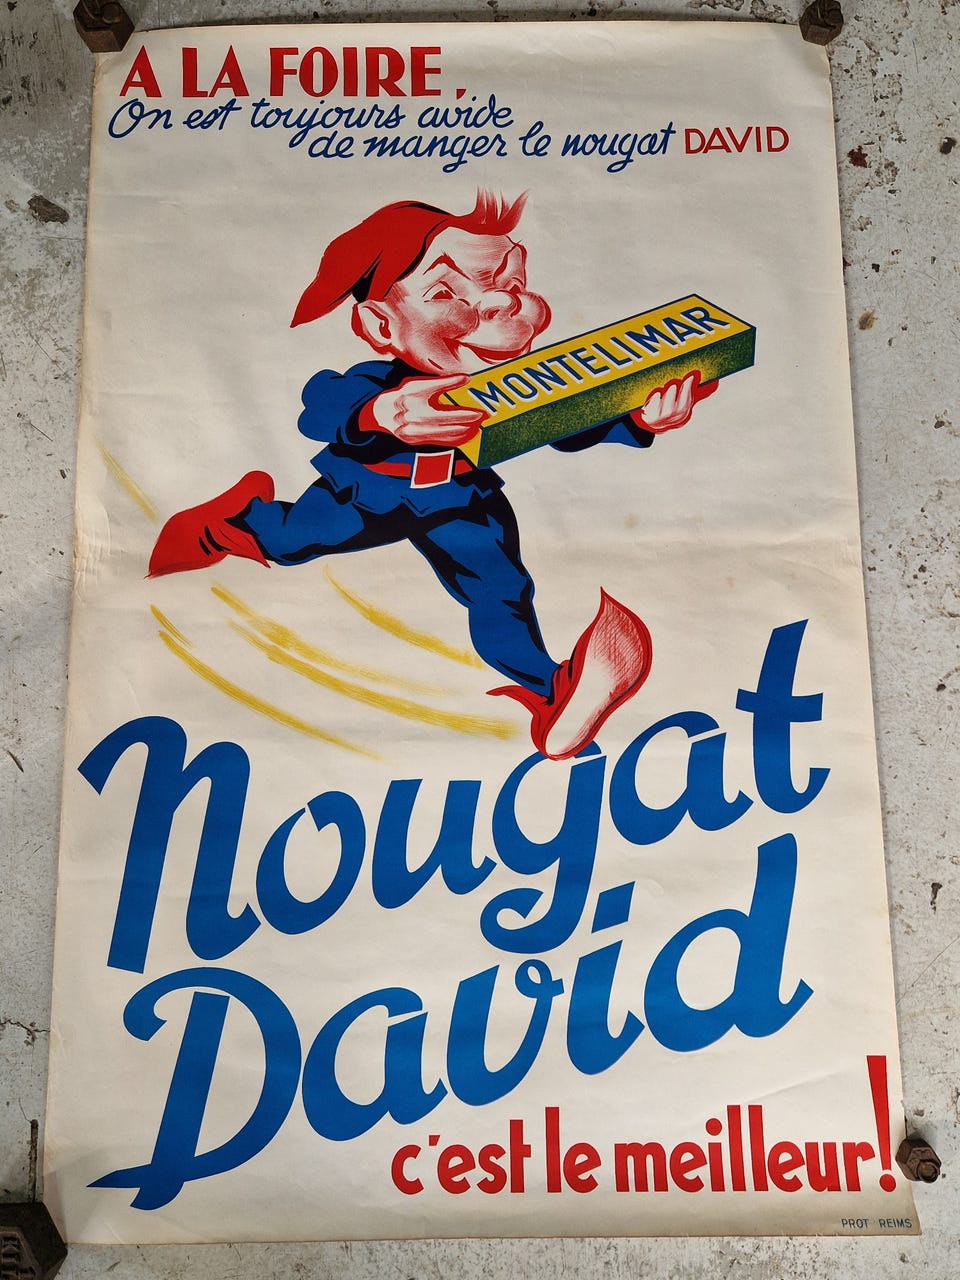 A LA FOIRE,
On est toujours avide
de manger le nougat DAVID
MONTELIMAR
Nougat
David
c'est le meilleur!
PROT REIMS